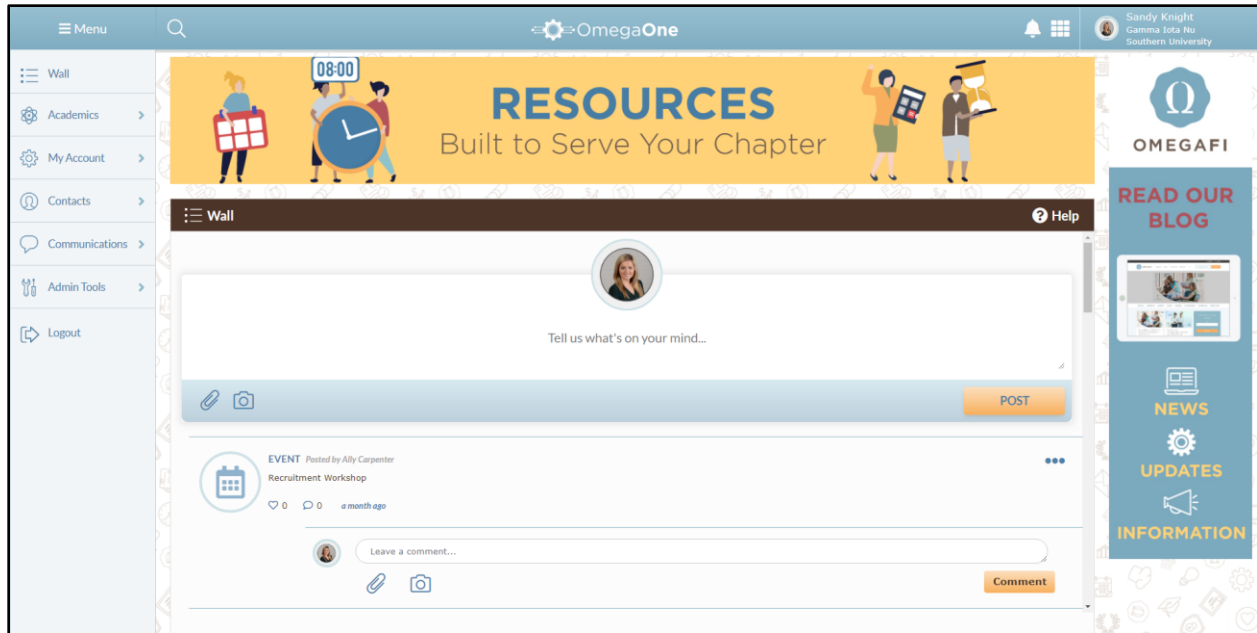 Menu
OmegaOne
Sandy Knight
Gamma Iota Nu
Southern University
Wall
Academics
My Account
Contacts
Communications
Admin Tools
Logout
08:00
RESOURCES
Built to Serve Your Chapter
Wall
Help
Tell us what's on your mind...
POST
EVENT Posted by Ally Carpenter
Recruitment Workshop
0 0 a month ago
Leave a comment...
Comment
Ω
OMEGAFI
READ OUR
BLOG
NEWS
UPDATES
INFORMATION